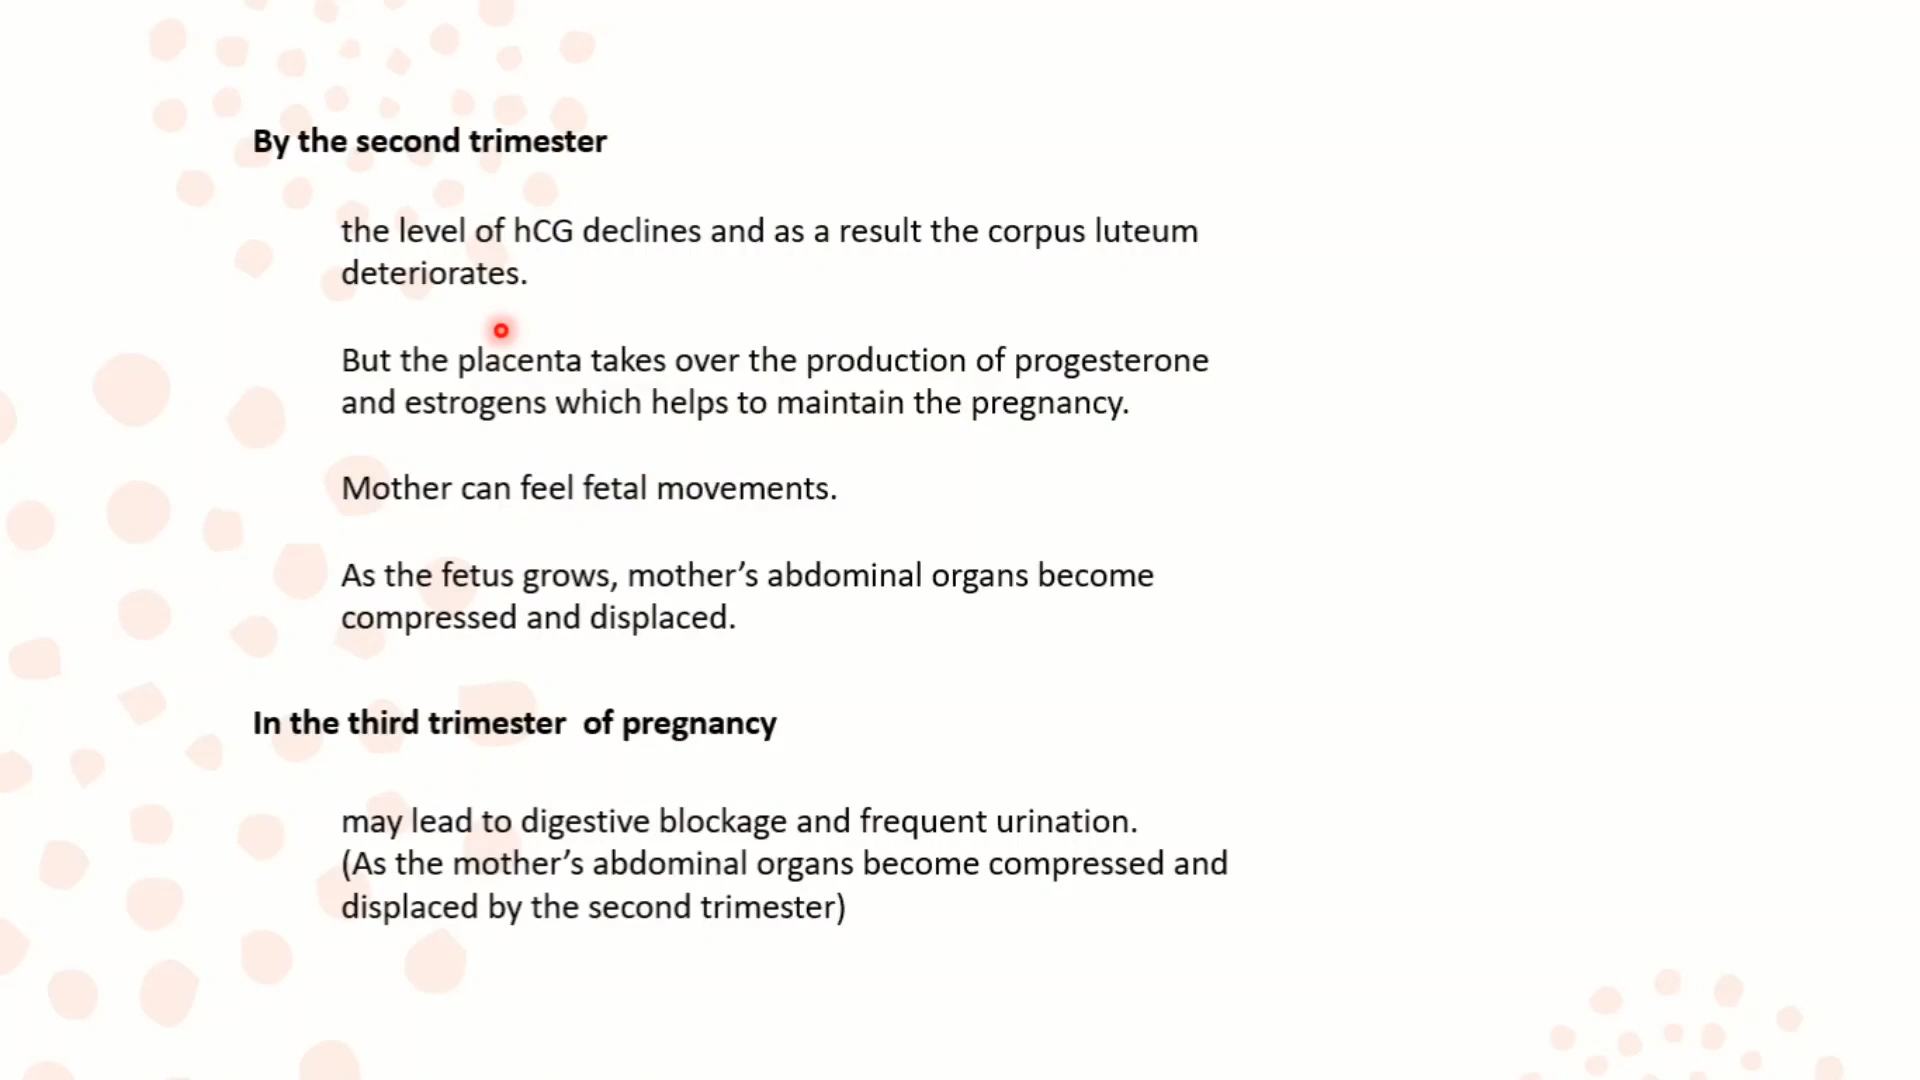 By the second trimester
the level of hCG declines and as a result the corpus luteum
deteriorates.
But the placenta takes over the production of progesterone
and estrogens which helps to maintain the pregnancy.
Mother can feel fetal movements.
As the fetus grows, mother’s abdominal organs become
compressed and displaced.
In the third trimester  of pregnancy
may lead to digestive blockage and frequent urination.
(As the mother’s abdominal organs become compressed and
displaced by the second trimester)